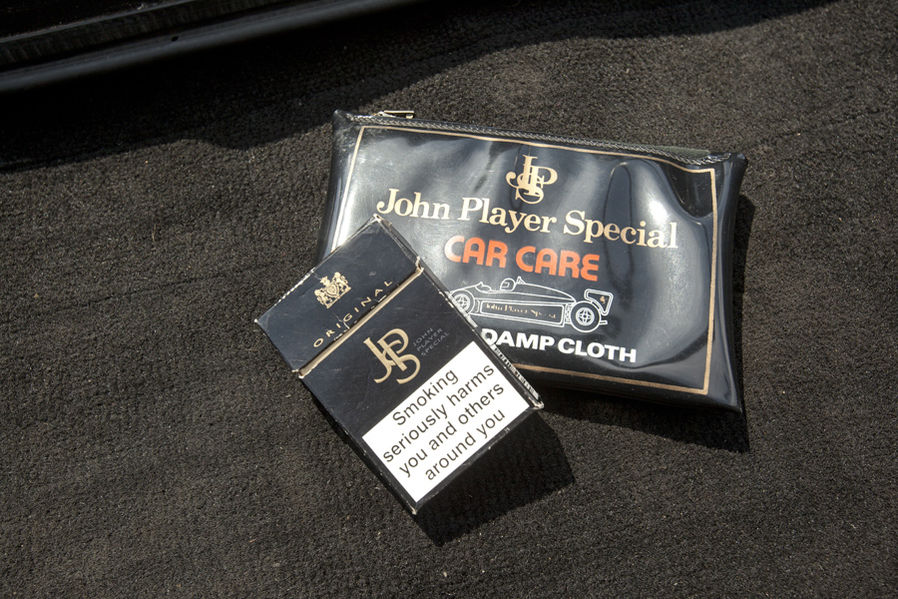 JPS
John Player Special
CAR CARE
John Player Special
DAMP CLOTH
ORIGINAL
JPS
JOHN
PLAYER
SPECIAL
Smoking
seriously harms
you and others
around you